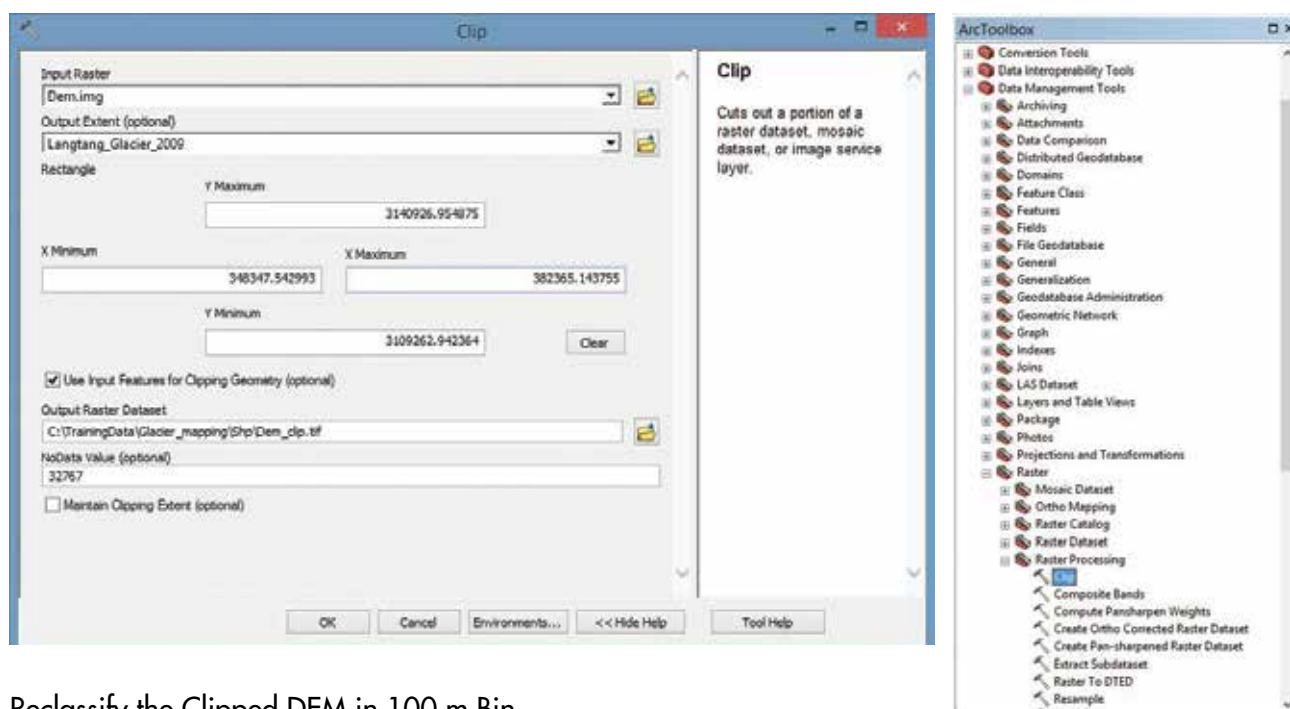 Clip
Input Raster
Dem.img
Output Extent (optional)
Langtang_Glacier_2009
Rectangle
Y Maximum
3140926.954875
X Minimum
X Maximum
348347.542993
382365.143755
Y Minimum
3109262.942364
Clear
Use Input Features for Clipping Geometry (optional)
Output Raster Dataset
C:\TrainingData\Glacier_mapping\Shp\Dem_clip.tif
NoData Value (optional)
32767
Maintain Clipping Extent (optional)
OK
Cancel
Environments...
<< Hide Help
Tool Help
Clip
Cuts out a portion of a
raster dataset, mosaic
dataset, or image service
layer.
ArcToolbox
Conversion Tools
Data Interoperability Tools
Data Management Tools
Archiving
Attachments
Data Comparison
Distributed Geodatabase
Domains
Feature Class
Features
Fields
File Geodatabase
General
Generalization
Geodatabase Administration
Geometric Network
Graph
Indexes
Joins
LAS Dataset
Layers and Table Views
Package
Photos
Projections and Transformations
Raster
Mosaic Dataset
Ortho Mapping
Raster Catalog
Raster Dataset
Raster Processing
Clip
Composite Bands
Compute Pansharpen Weights
Create Ortho Corrected Raster Dataset
Create Pan-sharpened Raster Dataset
Extract Subdataset
Raster To DTED
Resample
Reclassify the Clipped DEM in 100 m Bin